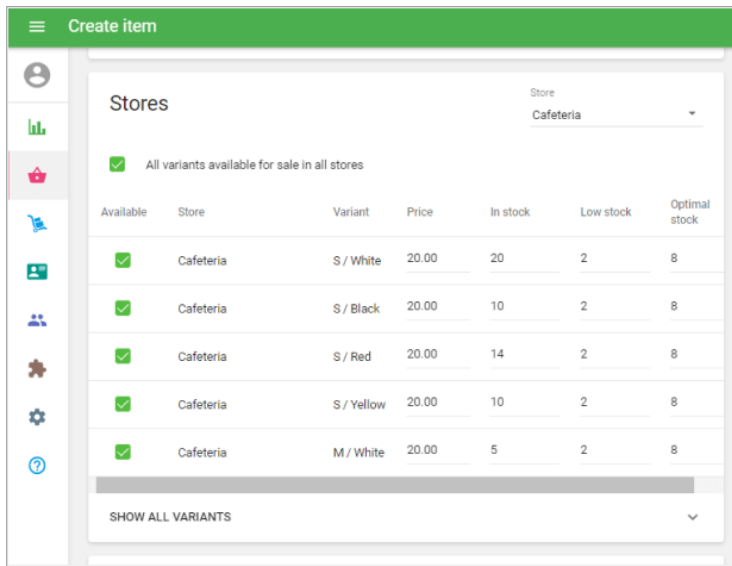 Create item
Stores
Store
Cafeteria
All variants available for sale in all stores
Available Store Variant Price In stock Low stock Optimal stock
Cafeteria S / White 20.00 20 2 8
Cafeteria S / Black 20.00 10 2 8
Cafeteria S / Red 20.00 14 2 8
Cafeteria S / Yellow 20.00 10 2 8
Cafeteria M / White 20.00 5 2 8
SHOW ALL VARIANTS